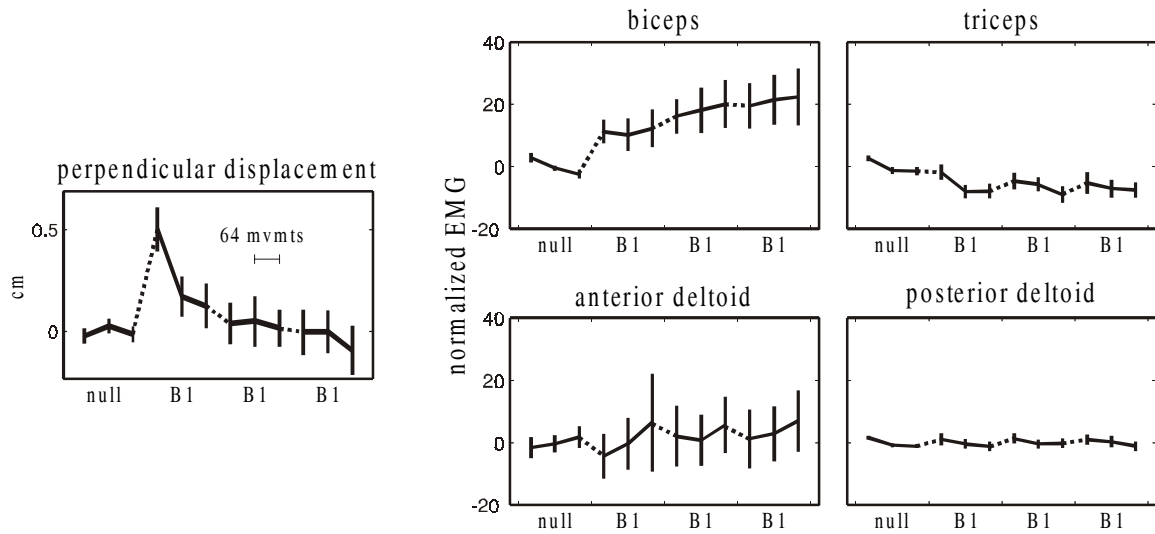 perpendicular displacement
cm
0.5
0
64 mvmts
null B1 B1 B1
normalized EMG
biceps
40
20
0
-20
null B1 B1 B1
triceps
null B1 B1 B1
anterior deltoid
40
20
0
-20
null B1 B1 B1
posterior deltoid
null B1 B1 B1